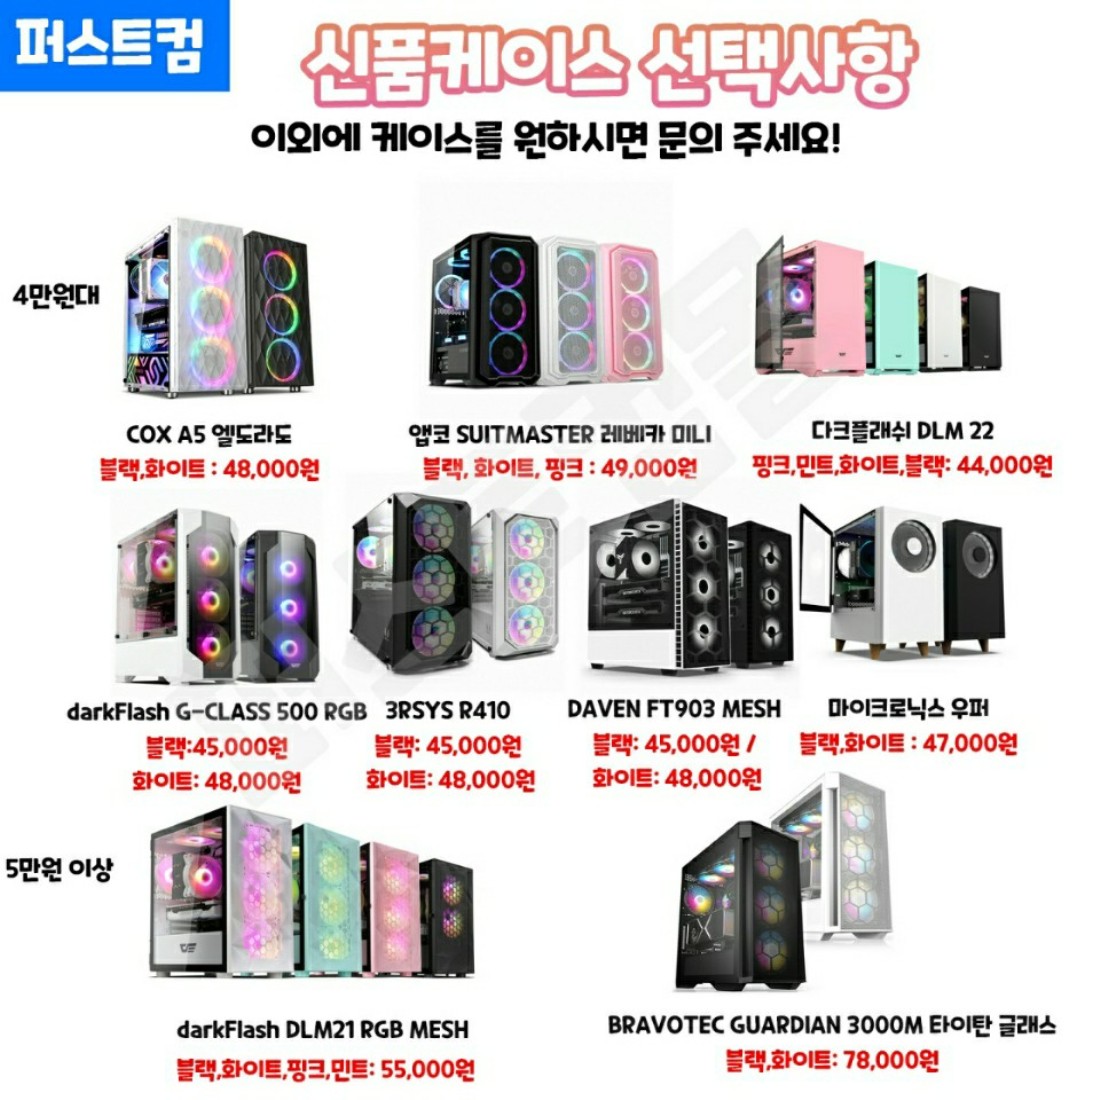 퍼스트컴
신품케이스 선택사항
이외에 케이스를 원하시면 문의 주세요!
4만원대
COX A5 엘도라도
블랙,화이트 : 48,000원
앱코 SUITMASTER 레베카 미니
블랙, 화이트, 핑크 : 49,000원
다크플래쉬 DLM 22
핑크,민트,화이트,블랙: 44,000원
darkFlash G-CLASS 500 RGB
블랙:45,000원
화이트: 48,000원
3RSYS R410
블랙: 45,000원
화이트: 48,000원
DAVEN FT903 MESH
블랙: 45,000원 /
화이트: 48,000원
마이크로닉스 우퍼
블랙,화이트 : 47,000원
5만원 이상
darkFlash DLM21 RGB MESH
블랙,화이트,핑크,민트: 55,000원
BRAVOTEC GUARDIAN 3000M 타이탄 글래스
블랙,화이트: 78,000원